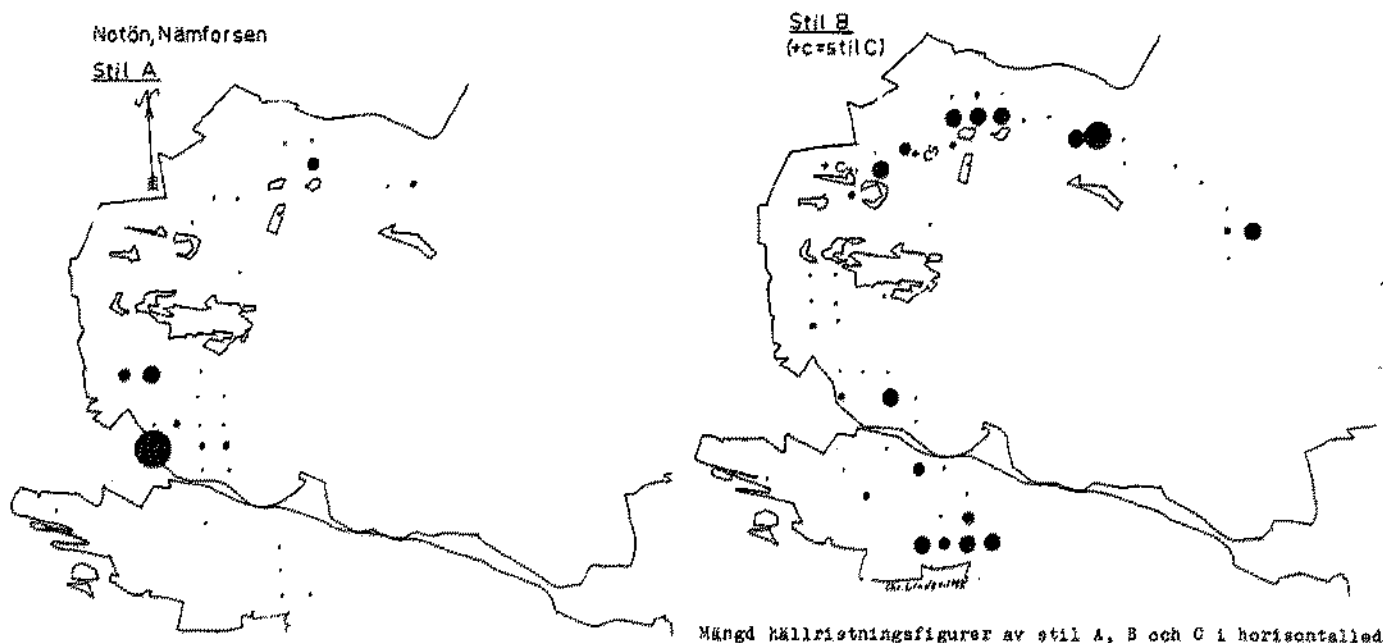 Notön, Nämforsen
Stil A
N
Stil B
(+c=stil C)
+ C
+ C
Mängd hällristningsfigurer av stil A, B och C i horisontalled